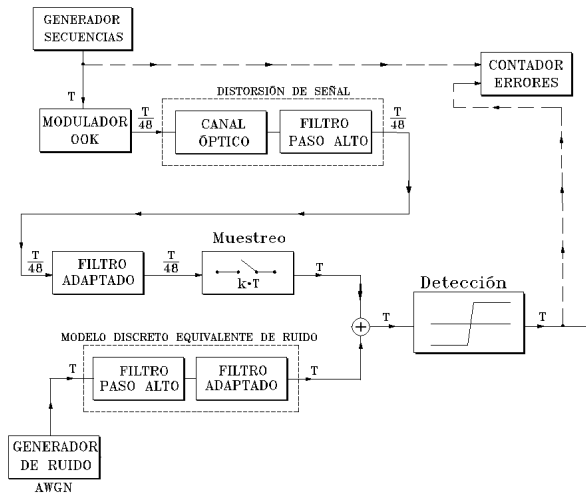 GENERADOR
SECUENCIAS
CONTADOR
ERRORES
T
DISTORSIÓN DE SEÑAL
MODULADOR
OOK
T/48
CANAL
ÓPTICO
FILTRO
PASO ALTO
T/48
Muestreo
T/48
FILTRO
ADAPTADO
T/48
k·T
T
Detección
T
T
MODELO DISCRETO EQUIVALENTE DE RUIDO
T
FILTRO
PASO ALTO
FILTRO
ADAPTADO
T
GENERADOR
DE RUIDO
AWGN